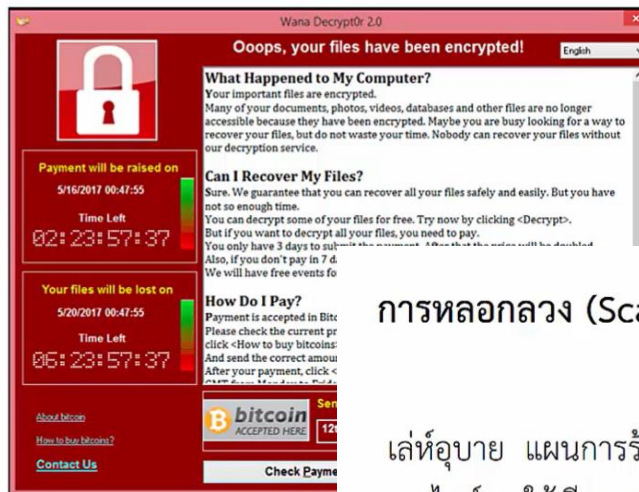 Wana Decrypt0r 2.0
Ooops, your files have been encrypted!
English
What Happened to My Computer?
Your important files are encrypted.
Many of your documents, photos, videos, databases and other files are no longer
accessible because they have been encrypted. Maybe you are busy looking for a way to
recover your files, but do not waste your time. Nobody can recover your files without
our decryption service.
Can I Recover My Files?
Sure. We guarantee that you can recover all your files safely and easily. But you have
not so enough time.
You can decrypt some of your files for free. Try now by clicking <Decrypt>.
But if you want to decrypt all your files, you need to pay.
You only have 3 days to submit the payment. After that the price will be doubled.
Also, if you don't pay in 7 d
We will have free events fo
How Do I Pay?
Payment is accepted in Bitc
Please check the current pr
click <How to buy bitcoins
And send the correct amou
After your payment, click <
GMT from Monday to Frida
Payment will be raised on
5/16/2017 00:47:55
Time Left
02:23:57:37
Your files will be lost on
5/20/2017 00:47:55
Time Left
06:23:57:37
About bitcoin
How to buy bitcoins?
Contact Us
bitcoin
ACCEPTED HERE
Sen
Check Payme
การหลอกลวง (Sca
เล่ห์อุบาย แผนการร้